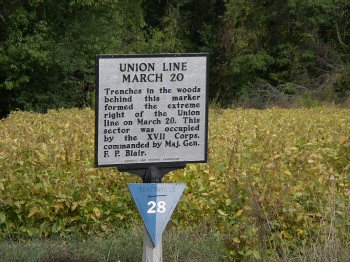 UNION LINE
MARCH 20
Trenches in the woods
behind this marker
formed the extreme
right of the Union
line on March 20. This
sector was occupied
by the XVII Corps,
commanded by Maj. Gen.
F. P. Blair.
BENTONVILLE
28